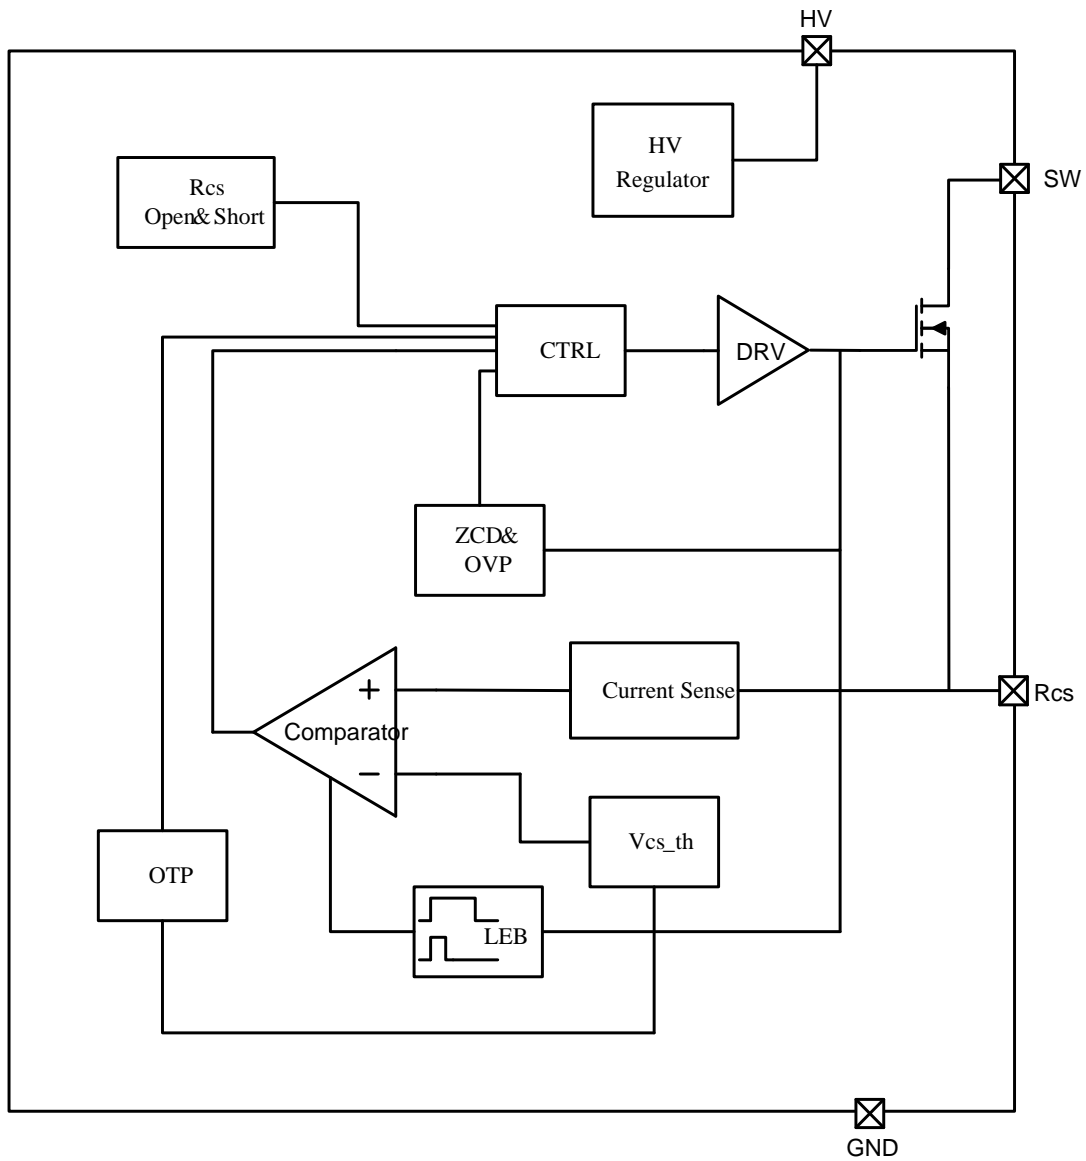 HV
HV
Regulator
SW
Rcs
Open& Short
CTRL
DRV
ZCD&
OVP
+
Current Sense
Rcs
Comparator
−
Vcs_th
OTP
LEB
GND